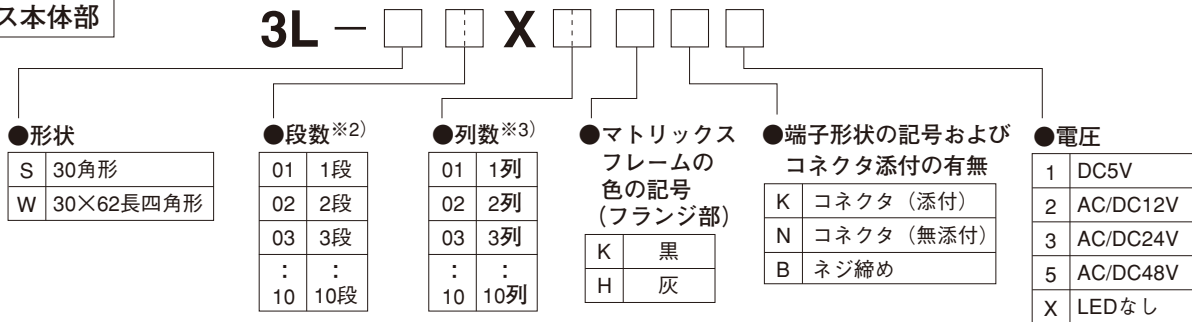 ス本体部
3L － X
●形状
S 30角形
W 30×62長四角形
●段数※2)
01 1段
02 2段
03 3段
： ：
10 10段
●列数※3)
01 1列
02 2列
03 3列
： ：
10 10列
●マトリックス
フレームの
色の記号
（フランジ部）
K 黒
H 灰
●端子形状の記号および
コネクタ添付の有無
K コネクタ（添付）
N コネクタ（無添付）
B ネジ締め
●電圧
1 DC5V
2 AC/DC12V
3 AC/DC24V
5 AC/DC48V
X LEDなし